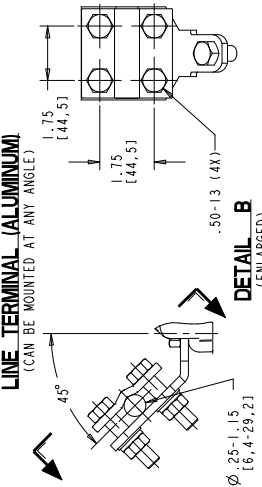 LINE TERMINAL (ALUMINUM)
(CAN BE MOUNTED AT ANY ANGLE)
1.75
[44,5]
1.75
[44,5]
.50-13 (4X)
45°
Ø .25-1.15
[6,4-29,2]
DETAIL B
(ENLARGED)